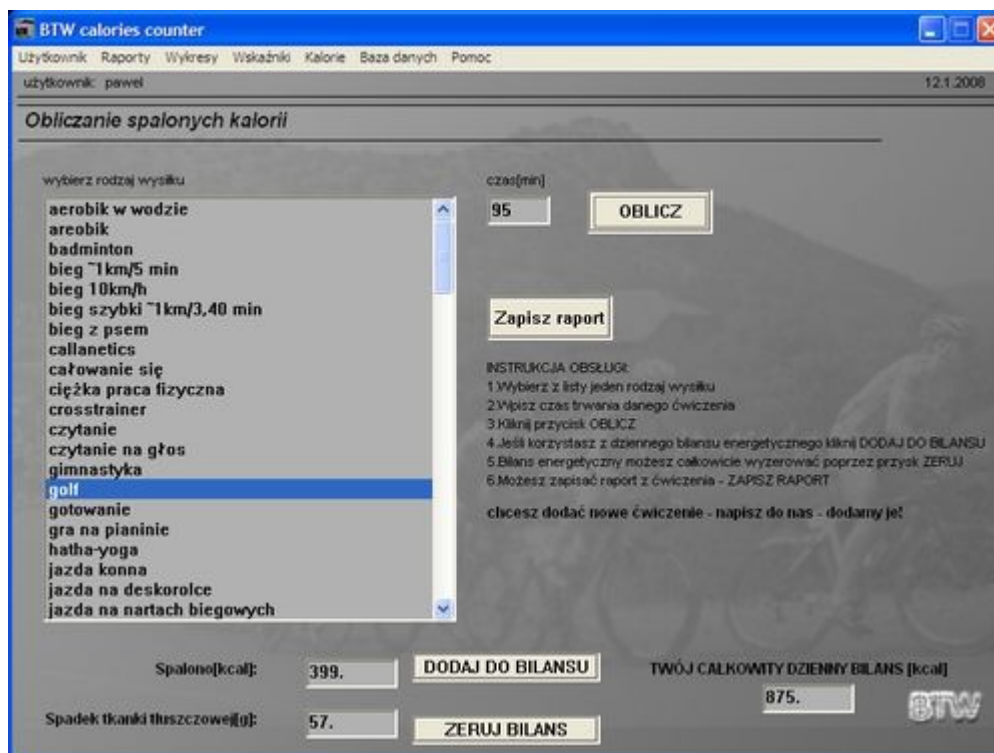 BTW calories counter
Użytkownik Raporty Wykresy Wskaźniki Kalorie Baza danych Pomoc
użytkownik: pawel 12.1.2008
Obliczanie spalonych kalorii
wybierz rodzaj wysiłku czas[min]
aerobik w wodzie
95 OBLICZ
areobik
badminton
bieg ~1km/5 min
bieg 10km/h
bieg szybki ~1km/3,40 min
Zapisz raport
bieg z psem
callanetics
całowanie się
ciężka praca fizyczna
crosstrainer
czytanie
czytanie na głos
gimnastyka
golf
gotowanie
gra na pianinie
hatha-yoga
jazda konna
jazda na deskorolce
jazda na nartach biegowych
INSTRUKCJA OBSŁUGI:
1.Wybierz z listy jeden rodzaj wysiłku
2.Wpisz czas trwania danego ćwiczenia
3.Kliknij przycisk OBLICZ
4.Jeśli korzystasz z dziennego bilansu energetycznego kliknij DODAJ DO BILANSU
5.Bilans energetyczny możesz całkowicie wyzerować poprzez przysk ZERUJ
6.Możesz zapisać raport z ćwiczenia - ZAPISZ RAPORT
chcesz dodać nowe ćwiczenie - napisz do nas - dodamy je!
Spalono[kcal]: 399. DODAJ DO BILANSU TWÓJ CAŁKOWITY DZIENNY BILANS [kcal]
875.
BTW
Spadek tkanki tłuszczowej[g]: 57. ZERUJ BILANS